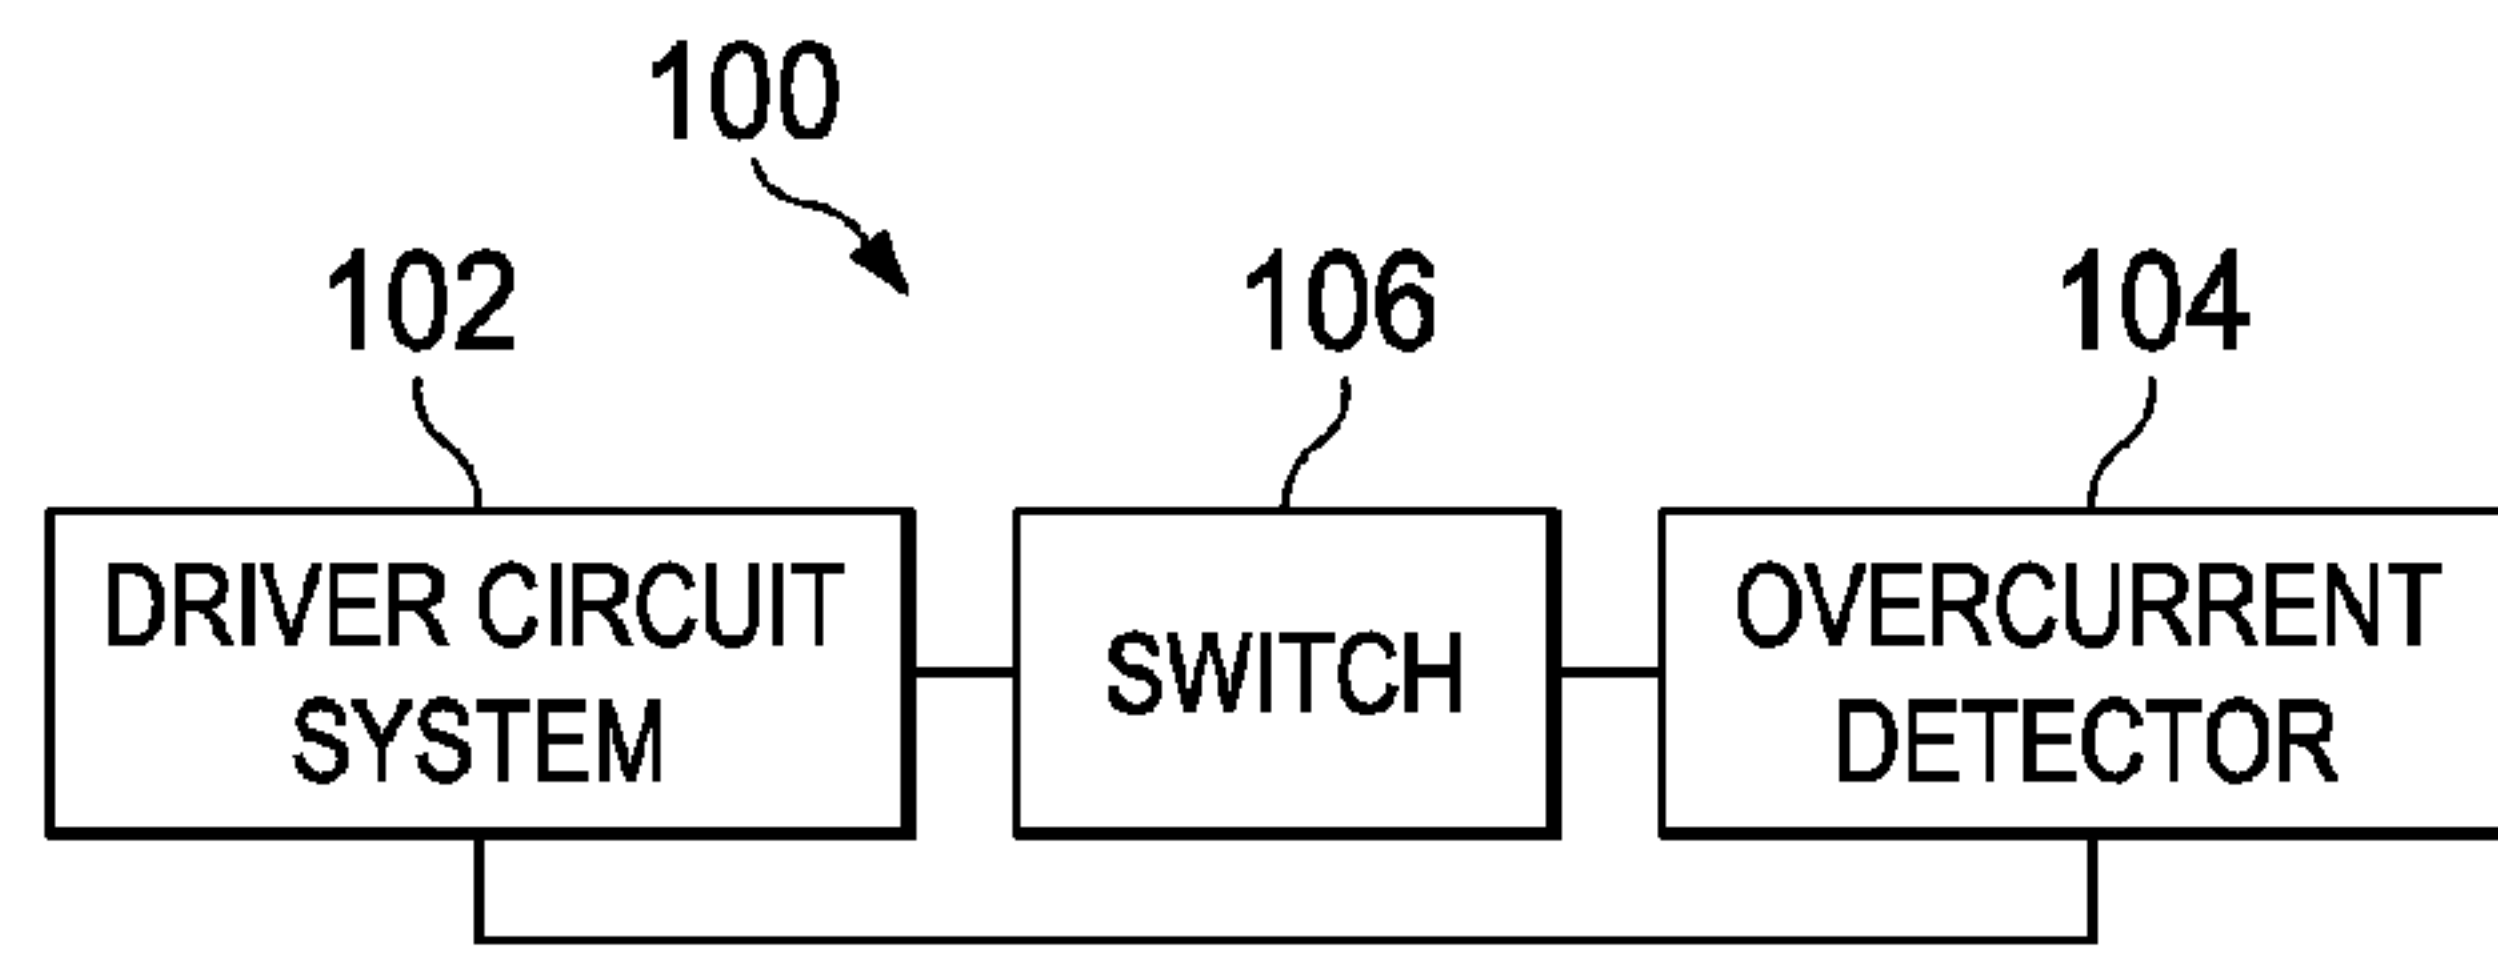 100
102
106
104
DRIVER CIRCUIT
SYSTEM
SWITCH
OVERCURRENT
DETECTOR